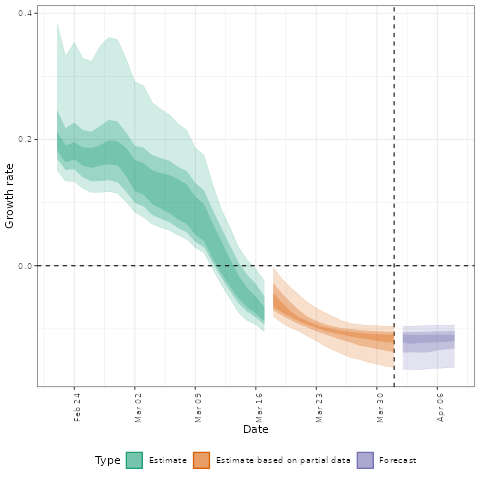 0.4
0.2
0.0
Growth rate
Feb 24
Mar 02
Mar 09
Mar 16
Mar 23
Mar 30
Apr 06
Date
Type Estimate Estimate based on partial data Forecast